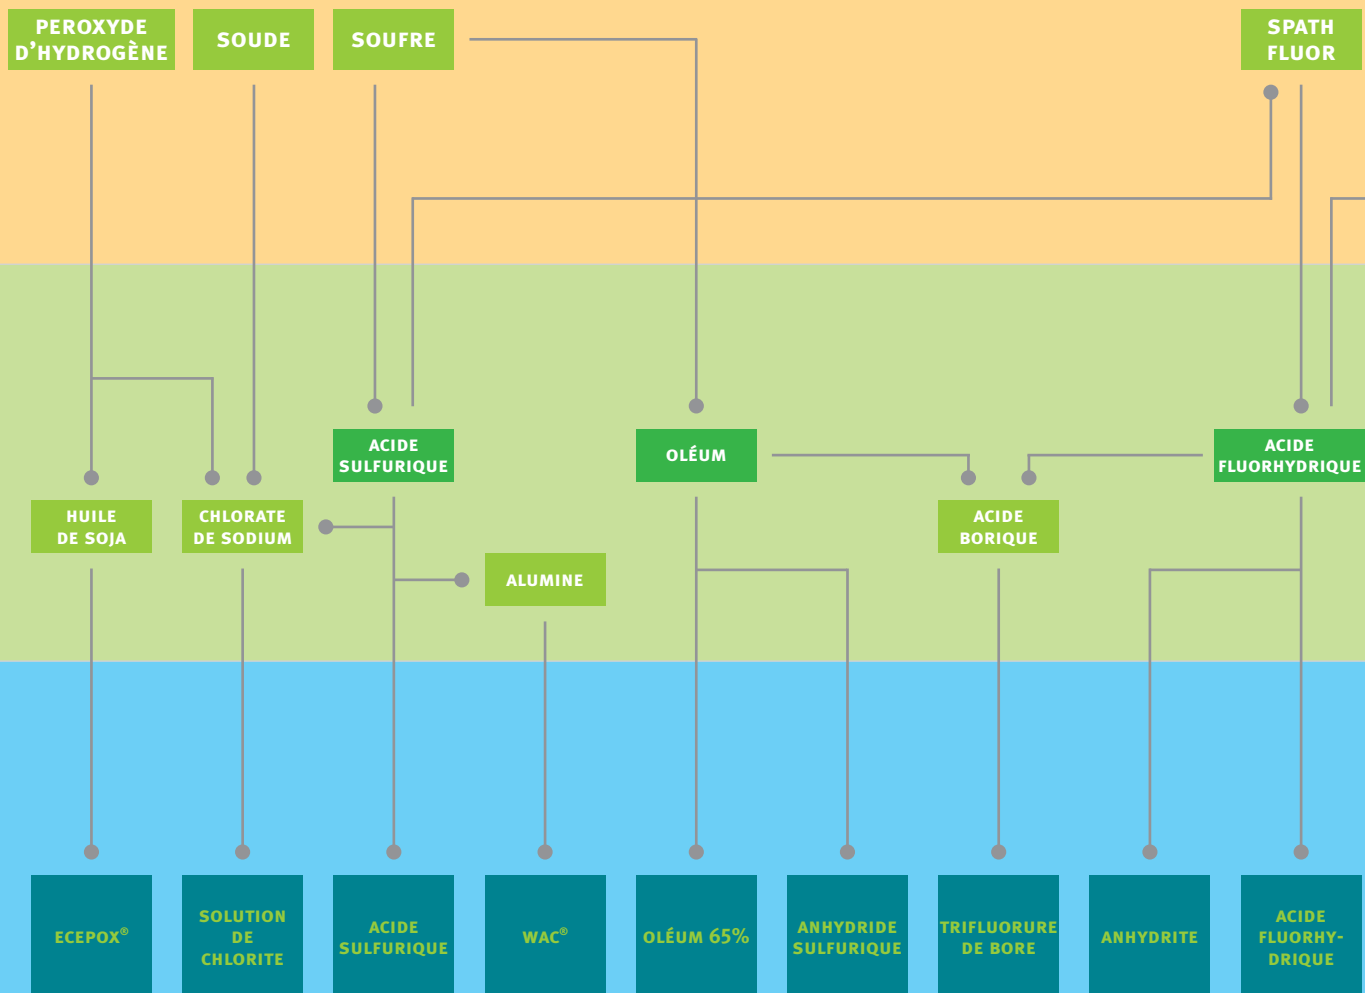 PEROXYDE
D’HYDROGÈNE
SOUDE
SOUFRE
SPATH
FLUOR
ACIDE
SULFURIQUE
OLÉUM
ACIDE
FLUORHYDRIQUE
HUILE
DE SOJA
CHLORATE
DE SODIUM
ACIDE
BORIQUE
ALUMINE
ECEPOX®
SOLUTION
DE
CHLORITE
ACIDE
SULFURIQUE
WAC®
OLÉUM 65%
ANHYDRIDE
SULFURIQUE
TRIFLUORURE
DE BORE
ANHYDRITE
ACIDE
FLUORHY-
DRIQUE